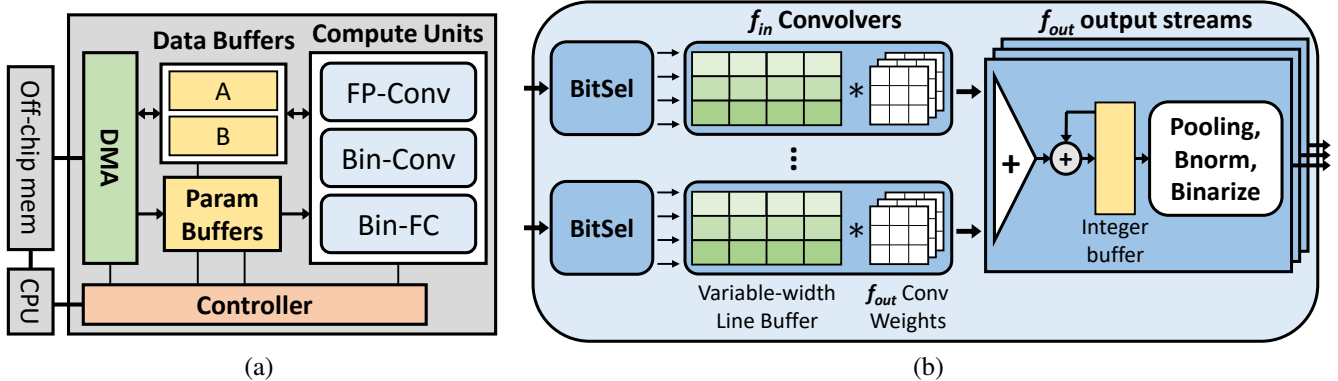 Off-chip mem
CPU
DMA
Data Buffers
A
B
Param
Buffers
Compute Units
FP-Conv
Bin-Conv
Bin-FC
Controller
(a)
f_in Convolvers
f_out output streams
BitSel
*
BitSel
*
Variable-width
Line Buffer
f_out Conv
Weights
+
+
Integer
buffer
Pooling,
Bnorm,
Binarize
(b)